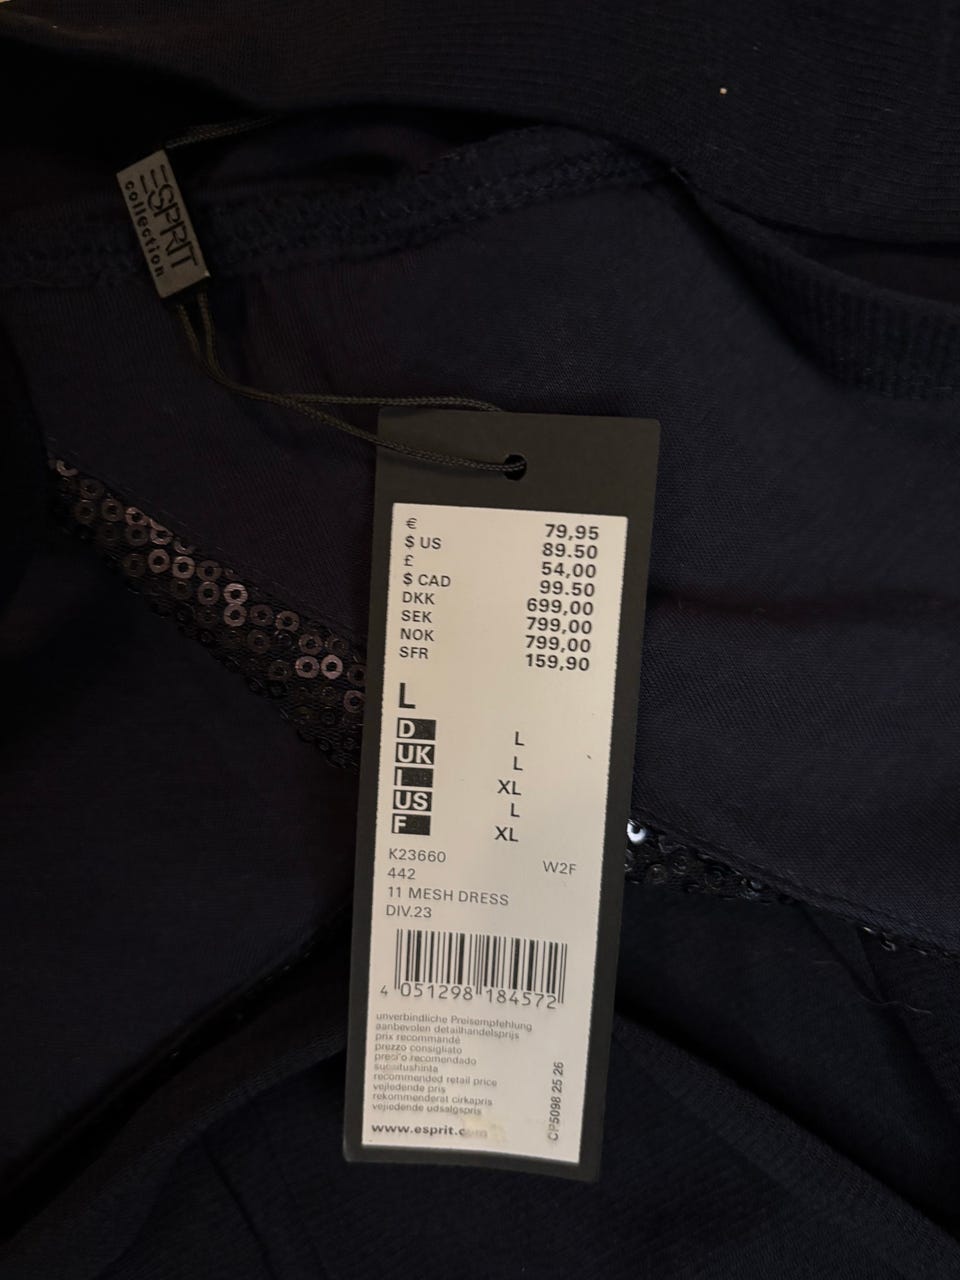 ESPRIT
collection
€ 79,95
$ US 89.50
£ 54,00
$ CAD 99.50
DKK 699,00
SEK 799,00
NOK 799,00
SFR 159,90
L
D L
UK L
I XL
US L
F XL
K23660 W2F
442
11 MESH DRESS
DIV.23
4 051298 184572
unverbindliche Preisempfehlung
aanbevolen detailhandelsprijs
prix recommandé
prezzo consigliato
recomendado
recommended retail price
vejledende pris
rekommenderat cirkapris
vejledende udsalgspris
www.esprit.
CP5098 25 26